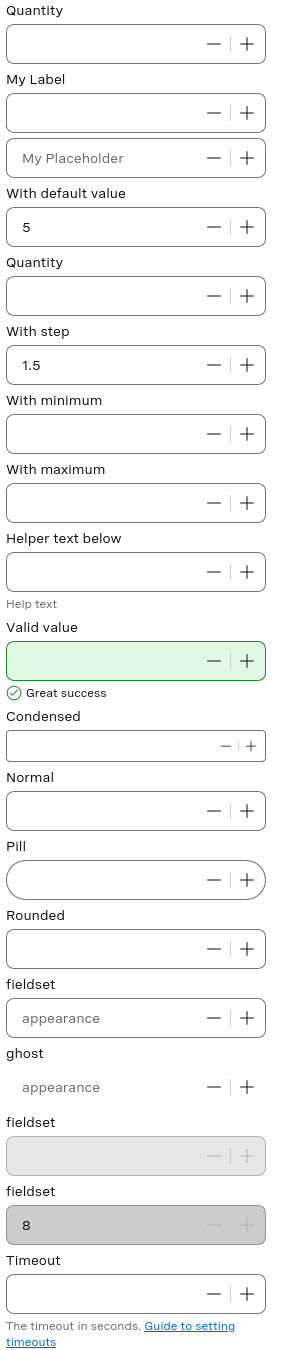 Quantity
My Label
My Placeholder
With default value
5
Quantity
With step
1.5
With minimum
With maximum
Helper text below
Help text
Valid value
Great success
Condensed
Normal
Pill
Rounded
fieldset
appearance
ghost
appearance
fieldset
fieldset
8
Timeout
The timeout in seconds. Guide to setting
timeouts